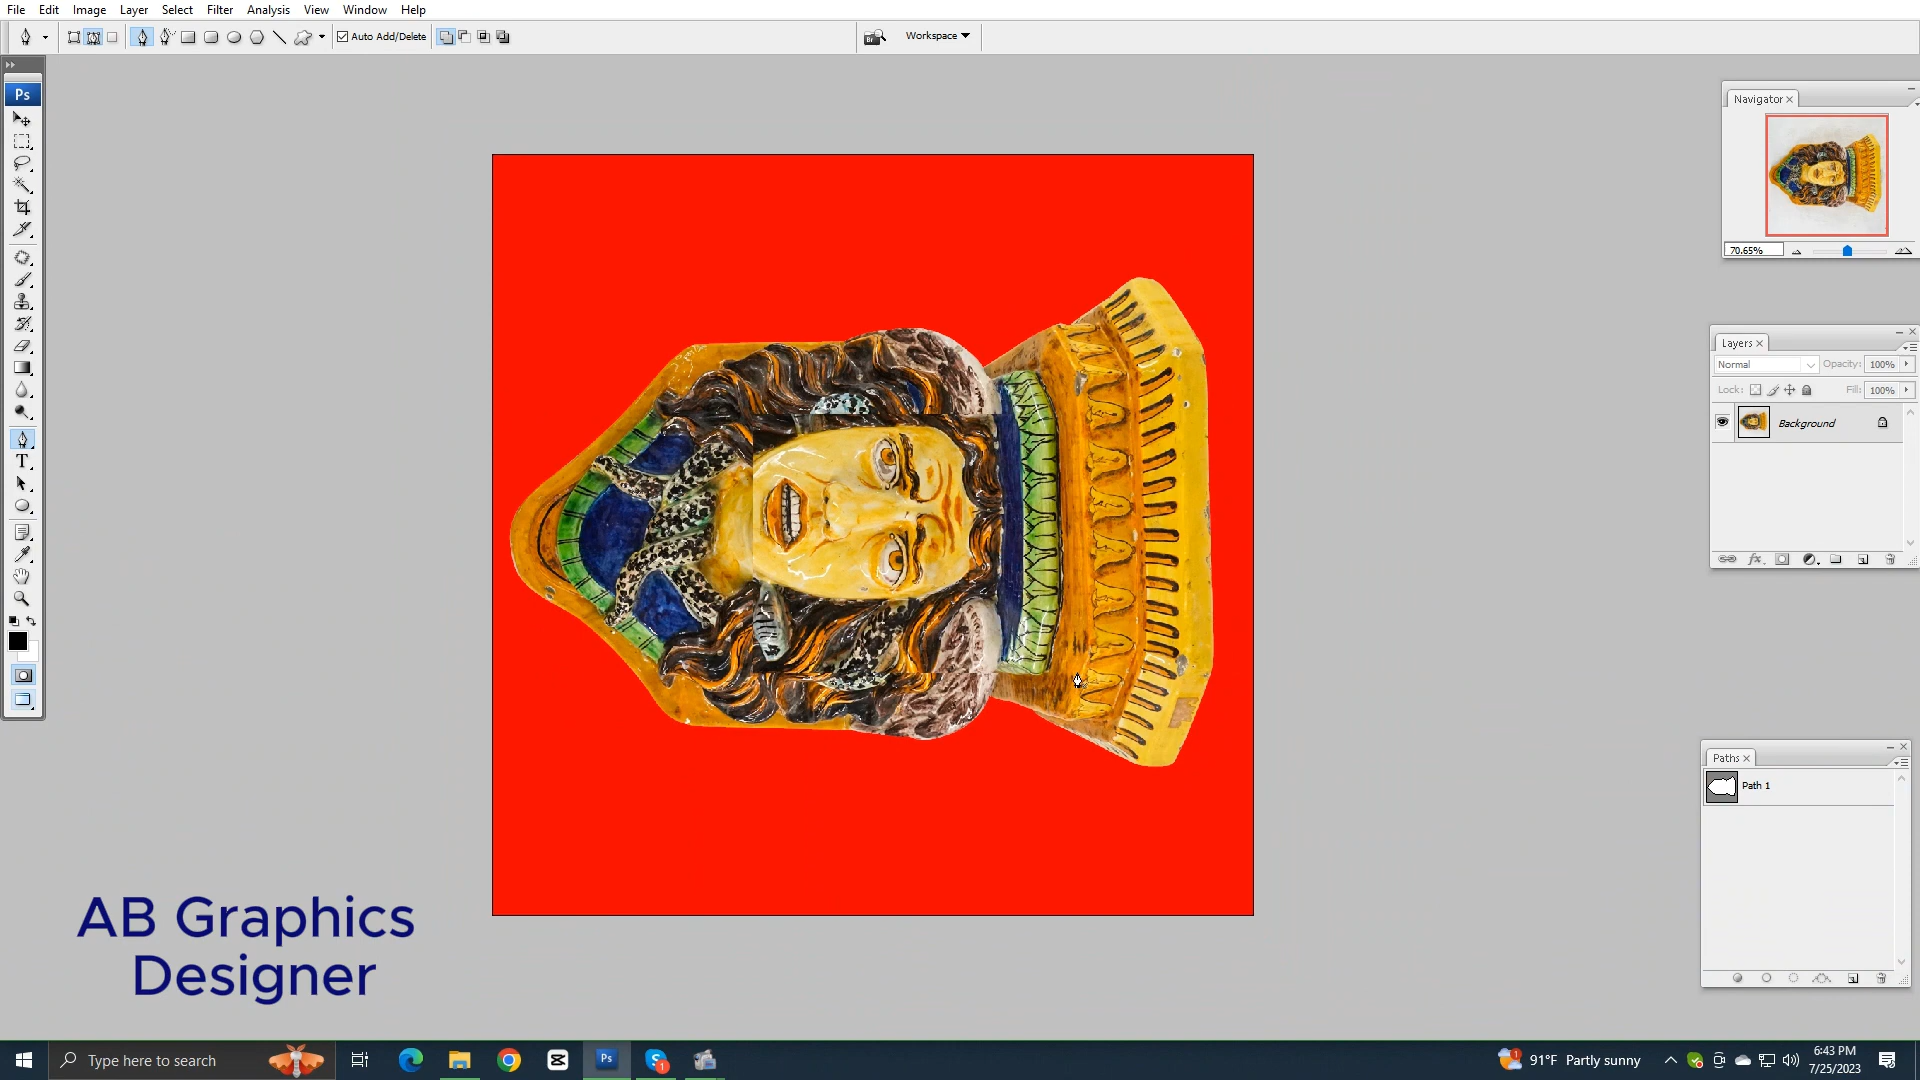 File Edit Image Layer Select Filter Analysis View Window Help
Auto Add/Delete
Workspace
Ps
Navigator
70.65%
Layers
Normal Opacity: 100%
Lock: Fill: 100%
Background
T
Paths
Path 1
AB Graphics
Designer
Type here to search
Ps
91°F Partly sunny
6:43 PM
7/25/2023